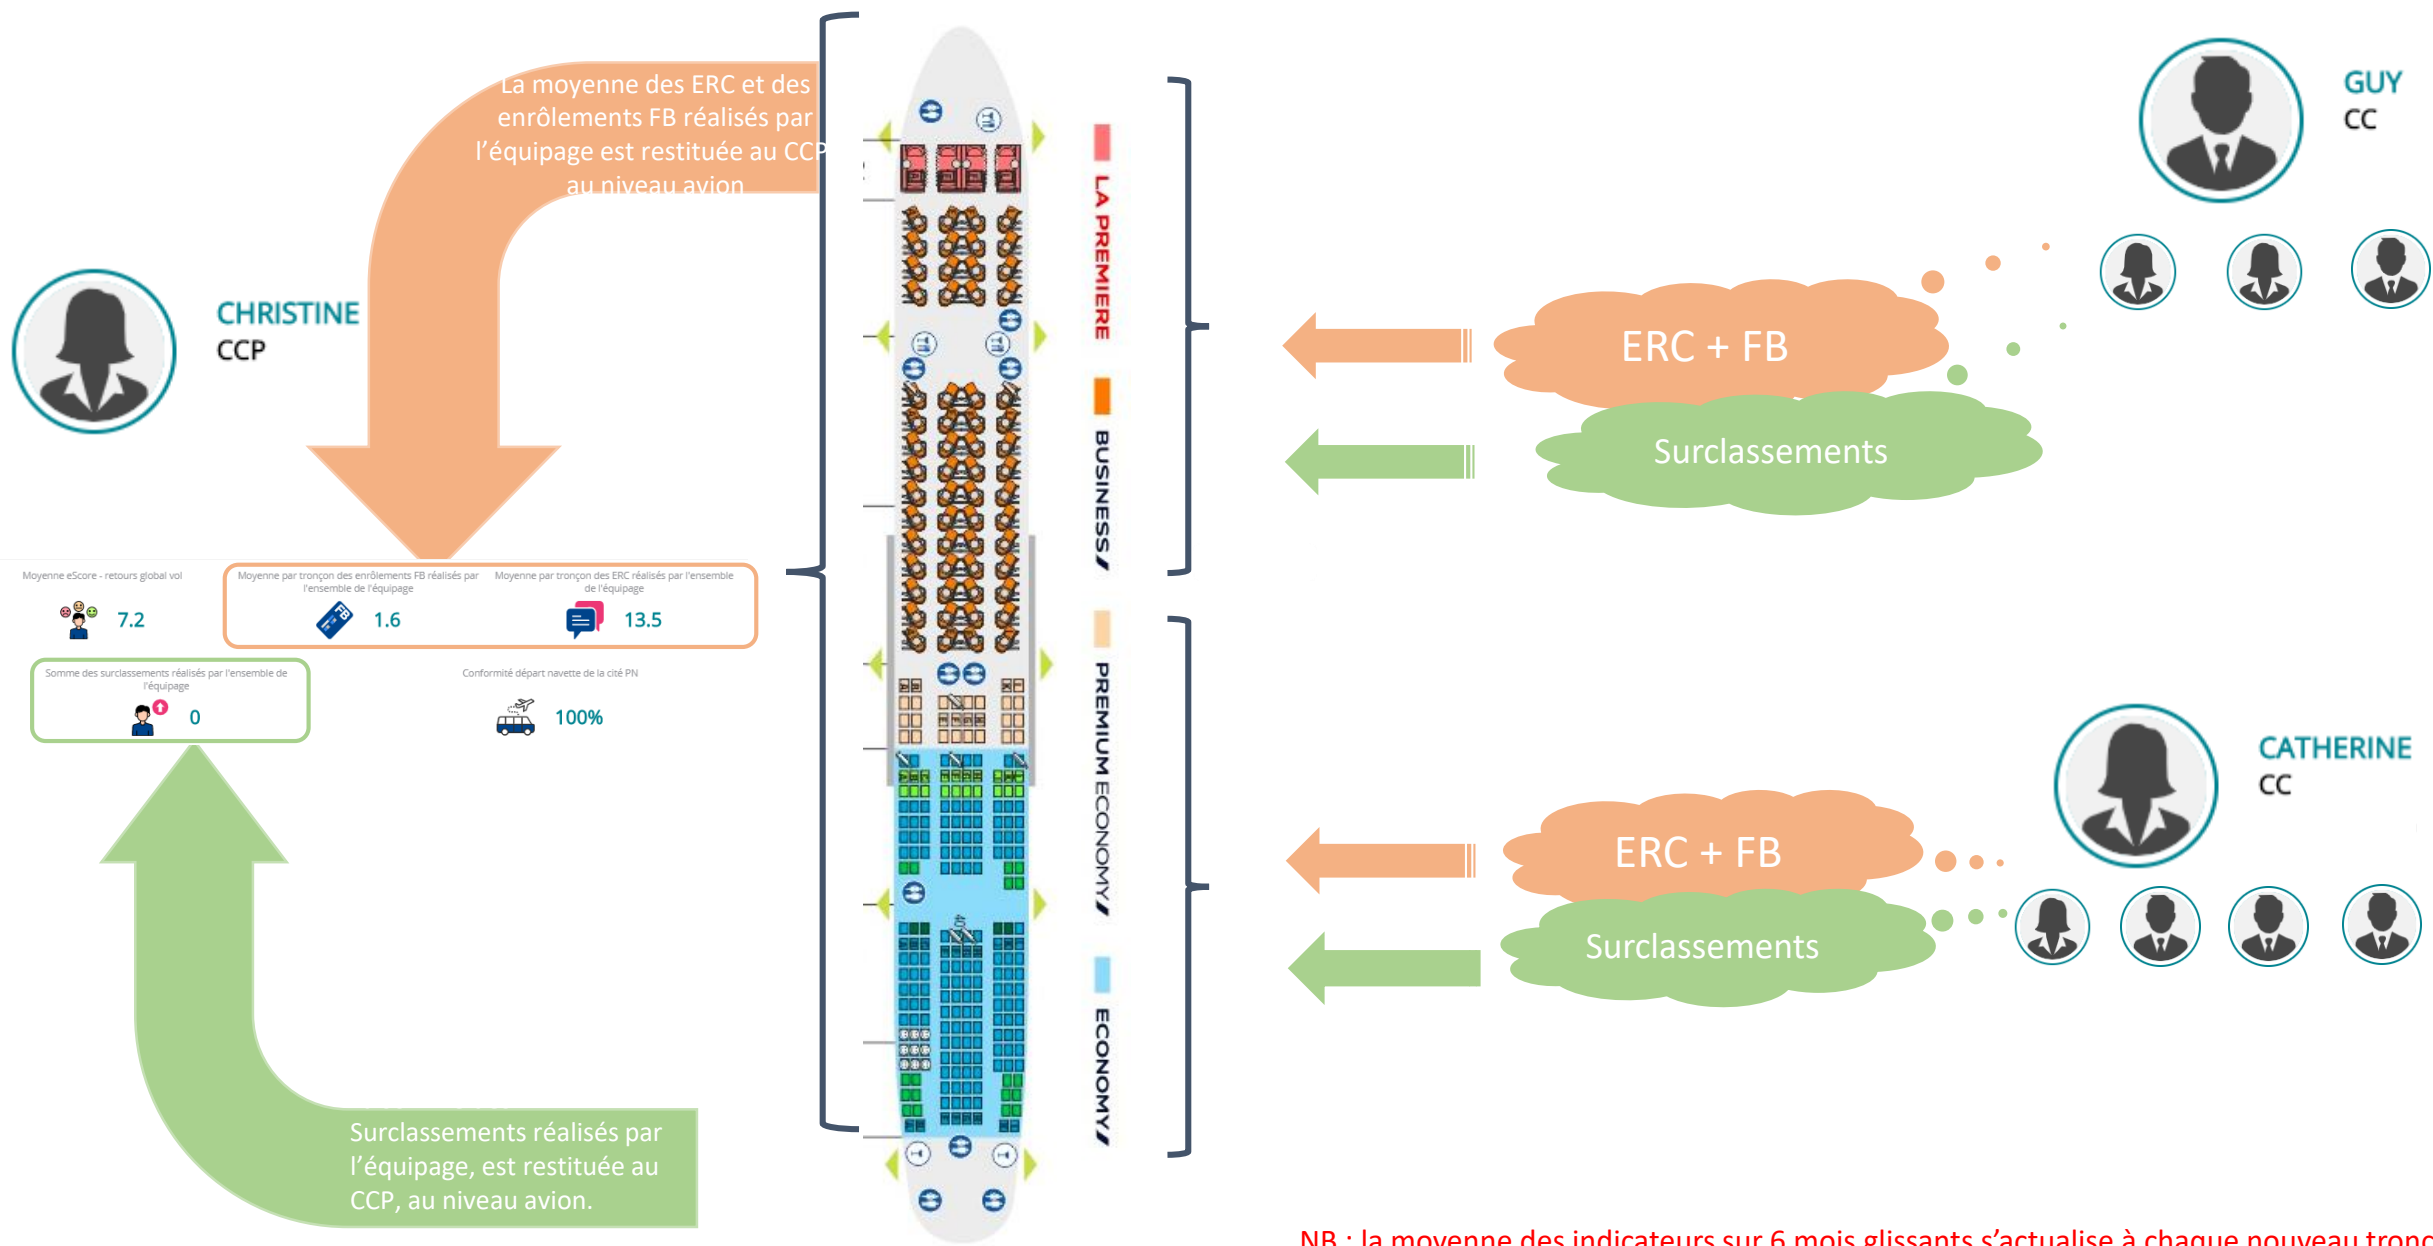 La moyenne des ERC et des
enrôlements FB réalisés par
l'équipage est restituée au CCP
au niveau avion
CHRISTINE
CCP
Moyenne eScore - retours global vol
7.2
Moyenne par tronçon des enrôlements FB réalisés par
l'ensemble de l'équipage
FB
1.6
Moyenne par tronçon des ERC réalisés par l'ensemble
de l'équipage
13.5
Somme des surclassements réalisés par l'ensemble de
l'équipage
0
Conformité départ navette de la cité PN
100%
Surclassements réalisés par
l'équipage, est restituée au
CCP, au niveau avion.
LA PREMIERE
BUSINESS
PREMIUM ECONOMY
ECONOMY
GUY
CC
ERC + FB
Surclassements
CATHERINE
CC
ERC + FB
Surclassements
NB : la moyenne des indicateurs sur 6 mois glissants s'actualise à chaque nouveau